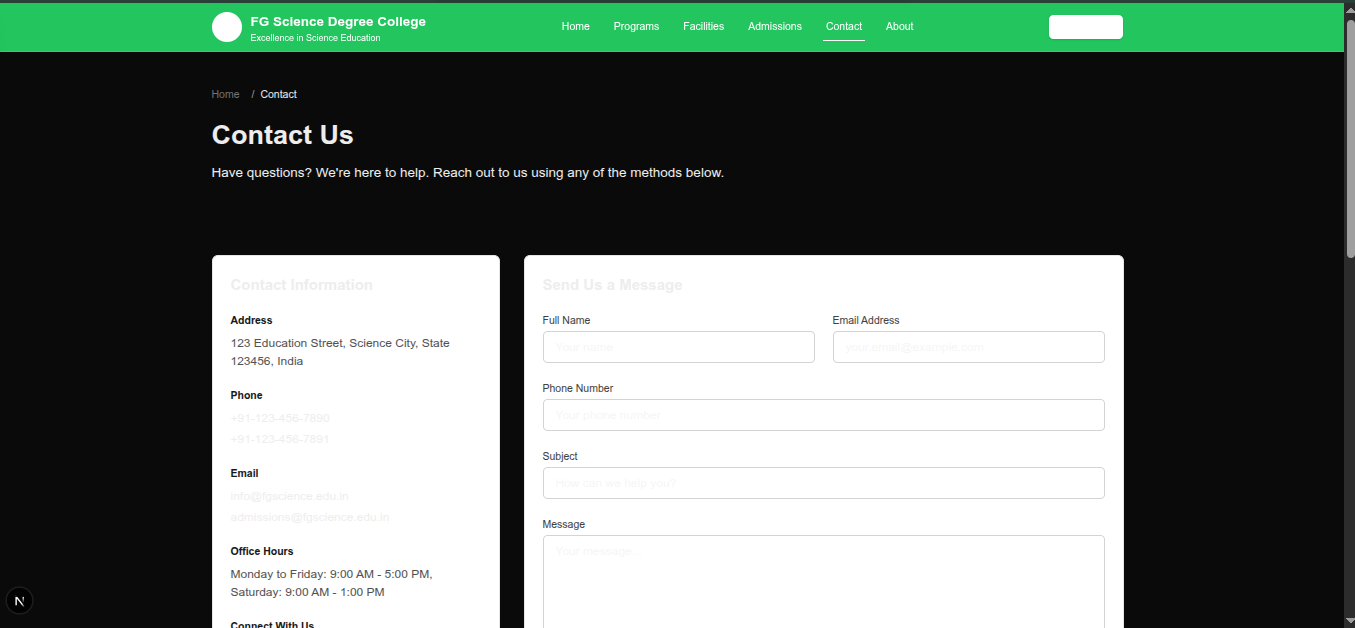 FG Science Degree College
Excellence in Science Education
Home
Programs
Facilities
Admissions
Contact
About
Home / Contact
Contact Us
Have questions? We're here to help. Reach out to us using any of the methods below.
Contact Information
Address
123 Education Street, Science City, State
123456, India
Phone
+91-123-456-7890
+91-123-456-7891
Email
info@fgscience.edu.in
admissions@fgscience.edu.in
Office Hours
Monday to Friday: 9:00 AM - 5:00 PM,
Saturday: 9:00 AM - 1:00 PM
Connect With Us
Send Us a Message
Full Name
Your name
Email Address
your.email@example.com
Phone Number
Your phone number
Subject
How can we help you?
Message
Your message...
N